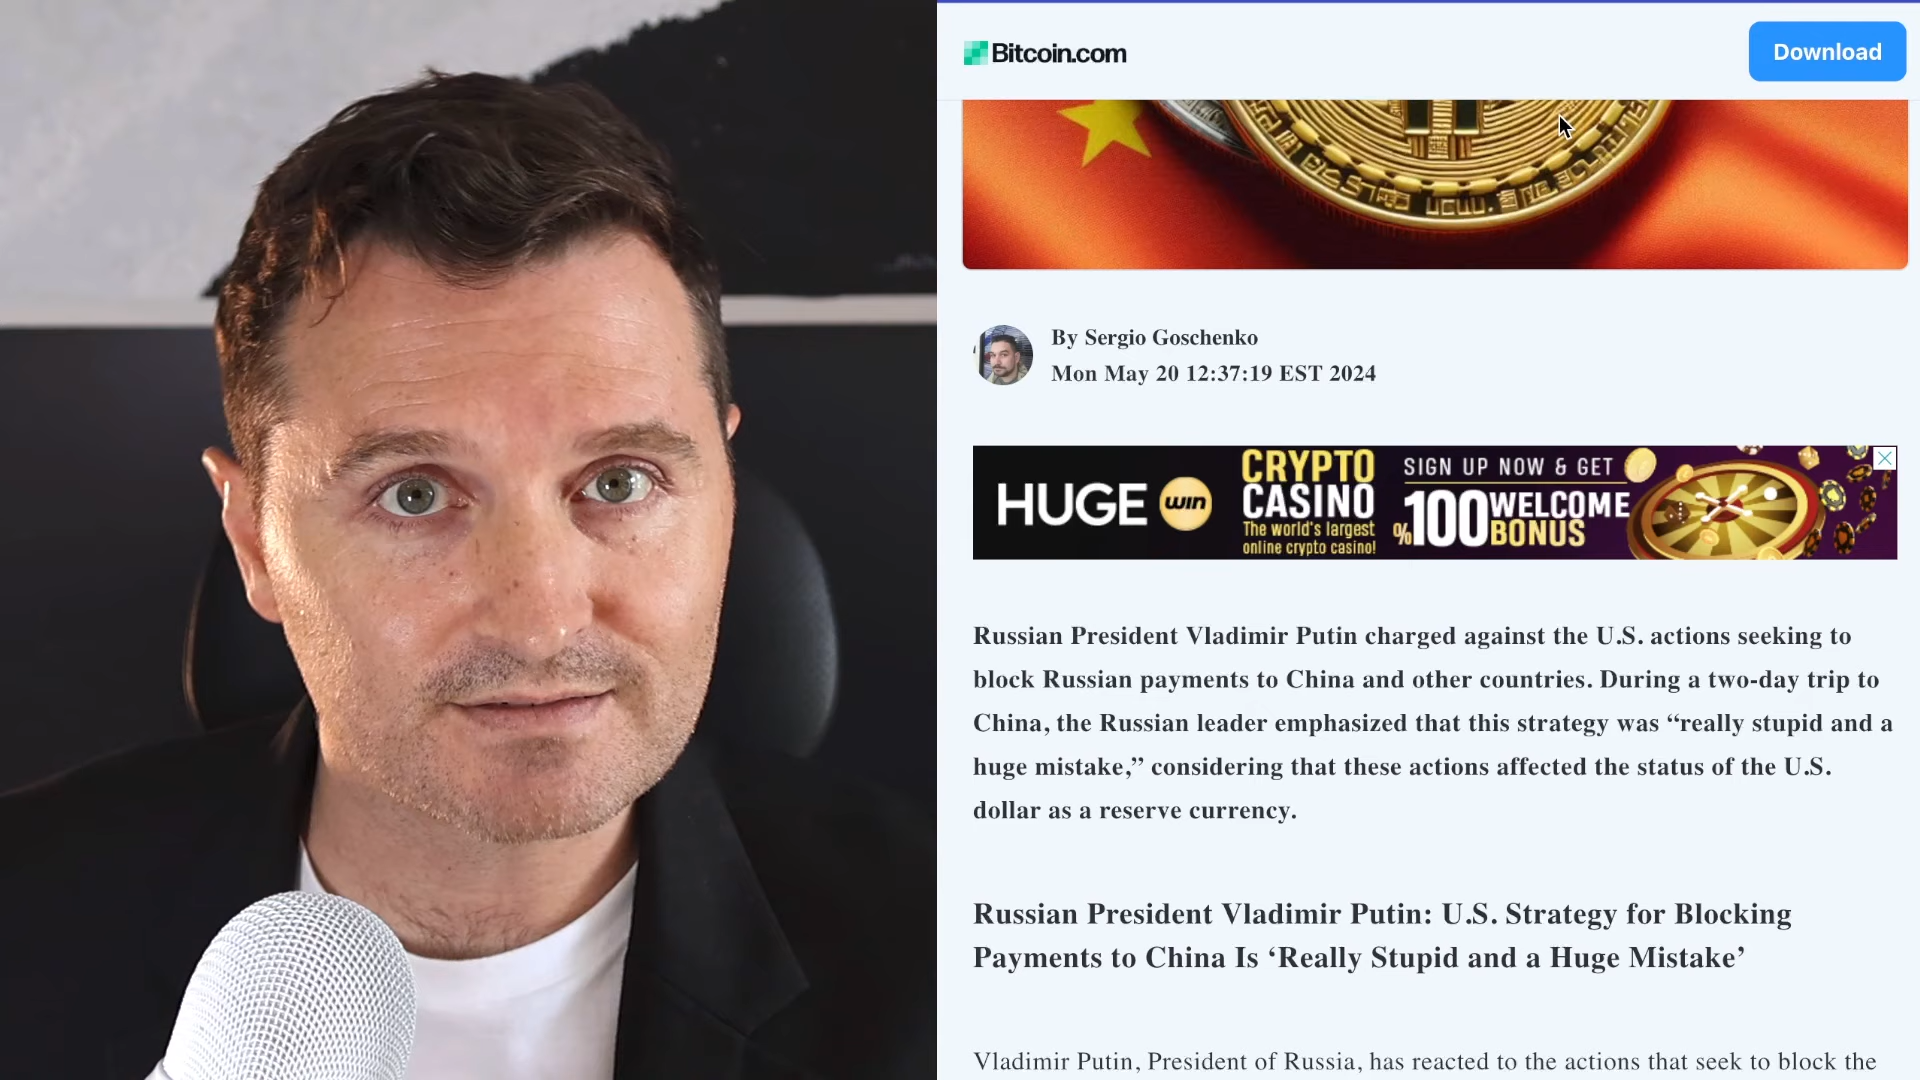 Bitcoin.com
Download
By Sergio Goschenko
Mon May 20 12:37:19 EST 2024
HUGE win
CRYPTO
CASINO
The world's largest
online crypto casino!
SIGN UP NOW & GET
%100 WELCOME
BONUS
Russian President Vladimir Putin charged against the U.S. actions seeking to
block Russian payments to China and other countries. During a two-day trip to
China, the Russian leader emphasized that this strategy was “really stupid and a
huge mistake,” considering that these actions affected the status of the U.S.
dollar as a reserve currency.
Russian President Vladimir Putin: U.S. Strategy for Blocking
Payments to China Is ‘Really Stupid and a Huge Mistake’
Vladimir Putin, President of Russia, has reacted to the actions that seek to block the